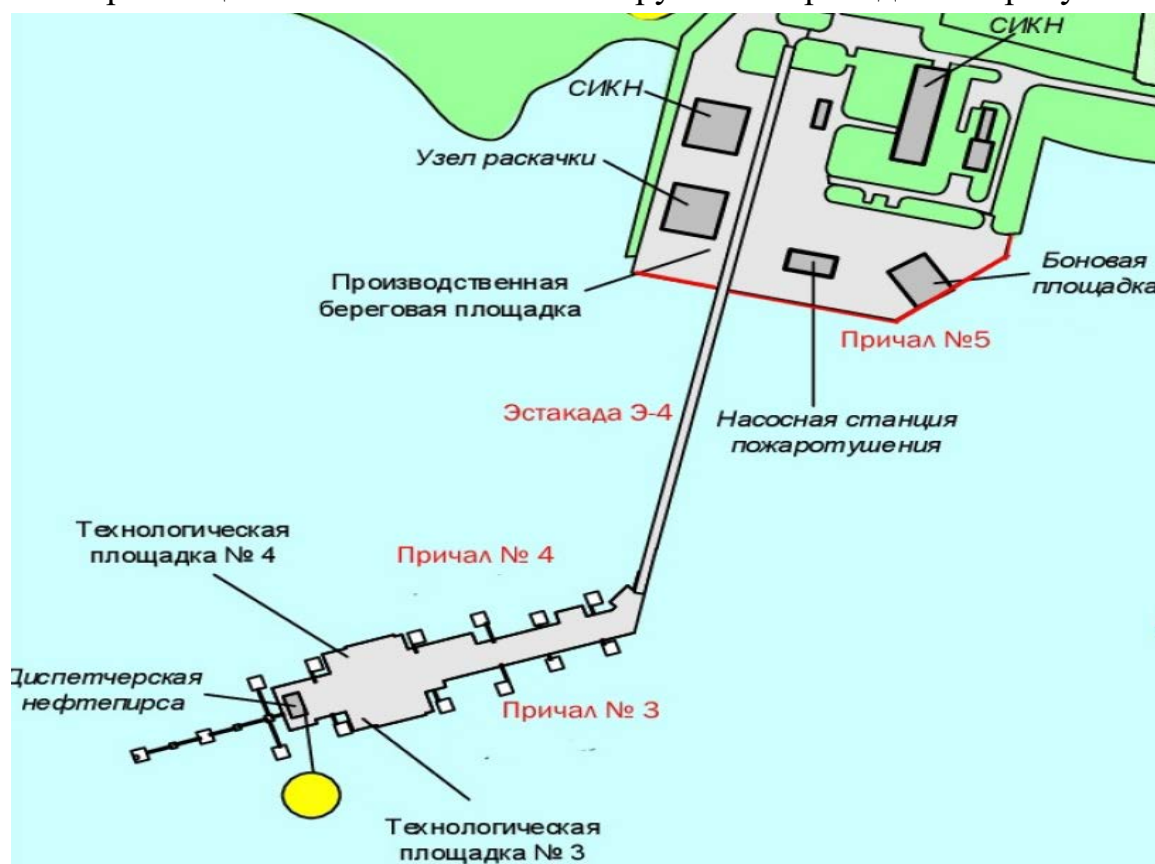 СИКН
СИКН
Узел раскачки
Производственная
береговая площадка
Боновая
площадка
Причал №5
Эстакада Э-4
Насосная станция
пожаротушения
Технологическая
площадка № 4
Причал № 4
Диспетчерская
нефтепирса
Причал № 3
Технологическая
площадка № 3